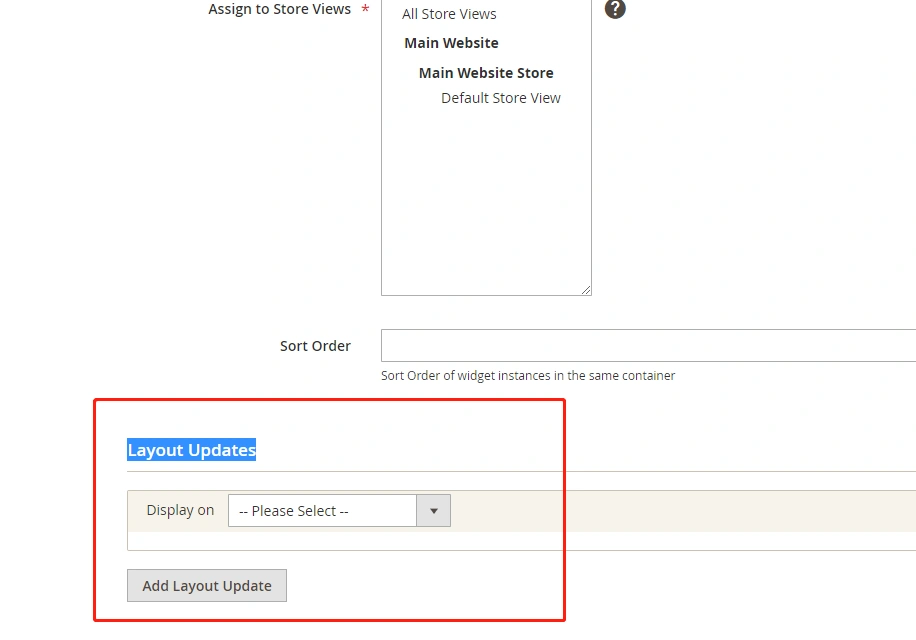 Assign to Store Views *
All Store Views
?
Main Website
Main Website Store
Default Store View
Sort Order
Sort Order of widget instances in the same container
Layout Updates
Display on
-- Please Select --
Add Layout Update